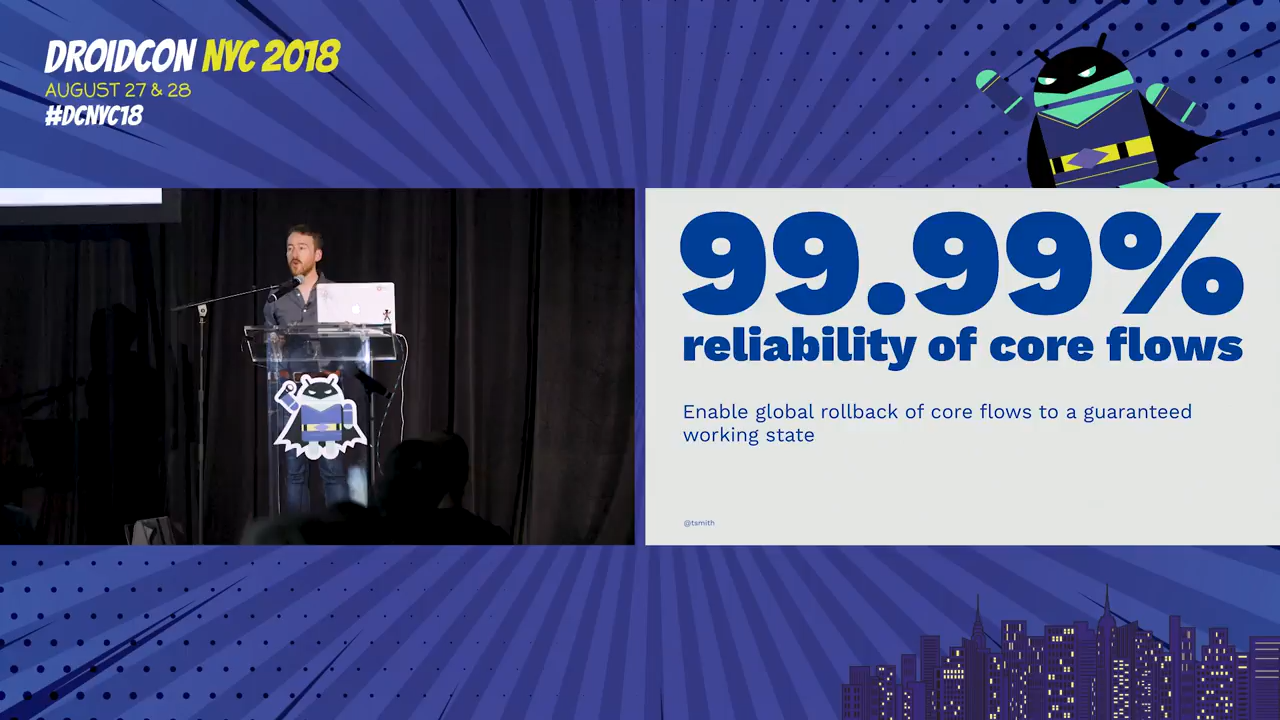 DROIDCON NYC 2018
AUGUST 27 & 28
#DCNYC18
99.99%
reliability of core flows
Enable global rollback of core flows to a guaranteed
working state
@tsmith